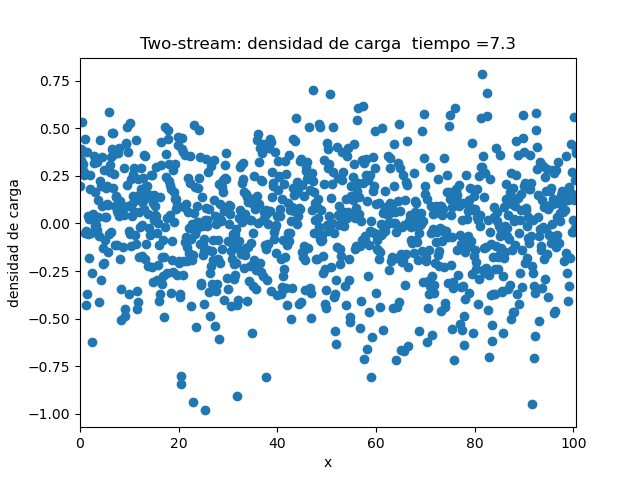 Two-stream: densidad de carga  tiempo =7.3
densidad de carga
0.75
0.50
0.25
0.00
−0.25
−0.50
−0.75
−1.00
0 20 40 60 80 100
x